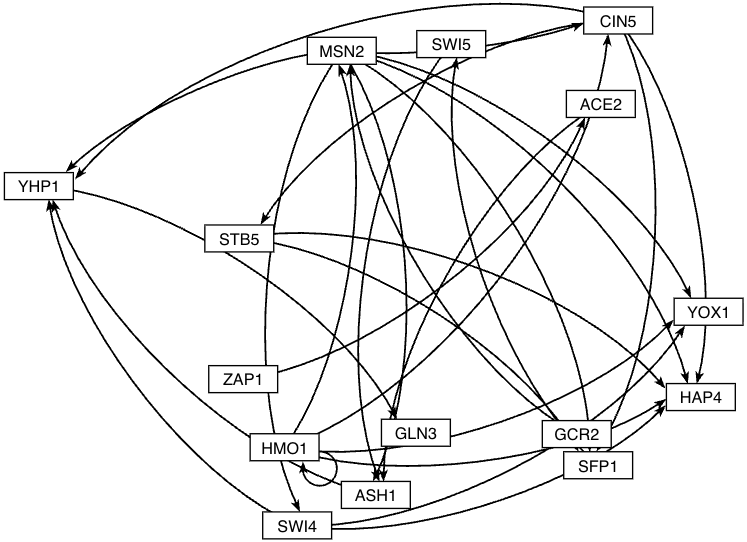 CIN5
SWI5
MSN2
ACE2
YHP1
STB5
YOX1
ZAP1
HAP4
GLN3
GCR2
HMO1
SFP1
ASH1
SWI4